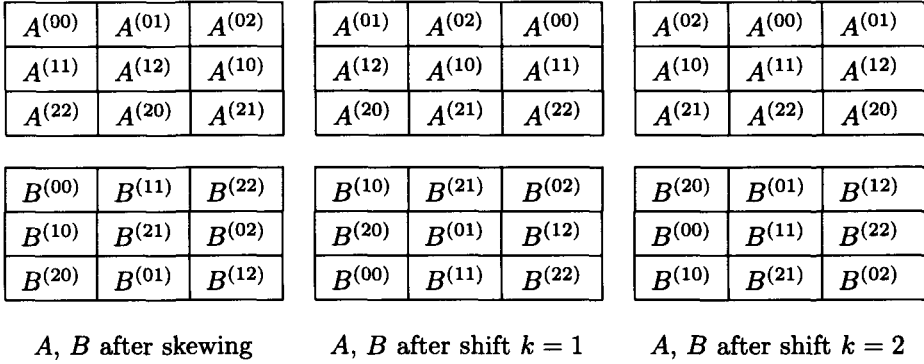 A^(00) A^(01) A^(02) A^(01) A^(02) A^(00) A^(02) A^(00) A^(01)
A^(11) A^(12) A^(10) A^(12) A^(10) A^(11) A^(10) A^(11) A^(12)
A^(22) A^(20) A^(21) A^(20) A^(21) A^(22) A^(21) A^(22) A^(20)
B^(00) B^(11) B^(22) B^(10) B^(21) B^(02) B^(20) B^(01) B^(12)
B^(10) B^(21) B^(02) B^(20) B^(01) B^(12) B^(00) B^(11) B^(22)
B^(20) B^(01) B^(12) B^(00) B^(11) B^(22) B^(10) B^(21) B^(02)
A, B after skewing A, B after shift k = 1 A, B after shift k = 2